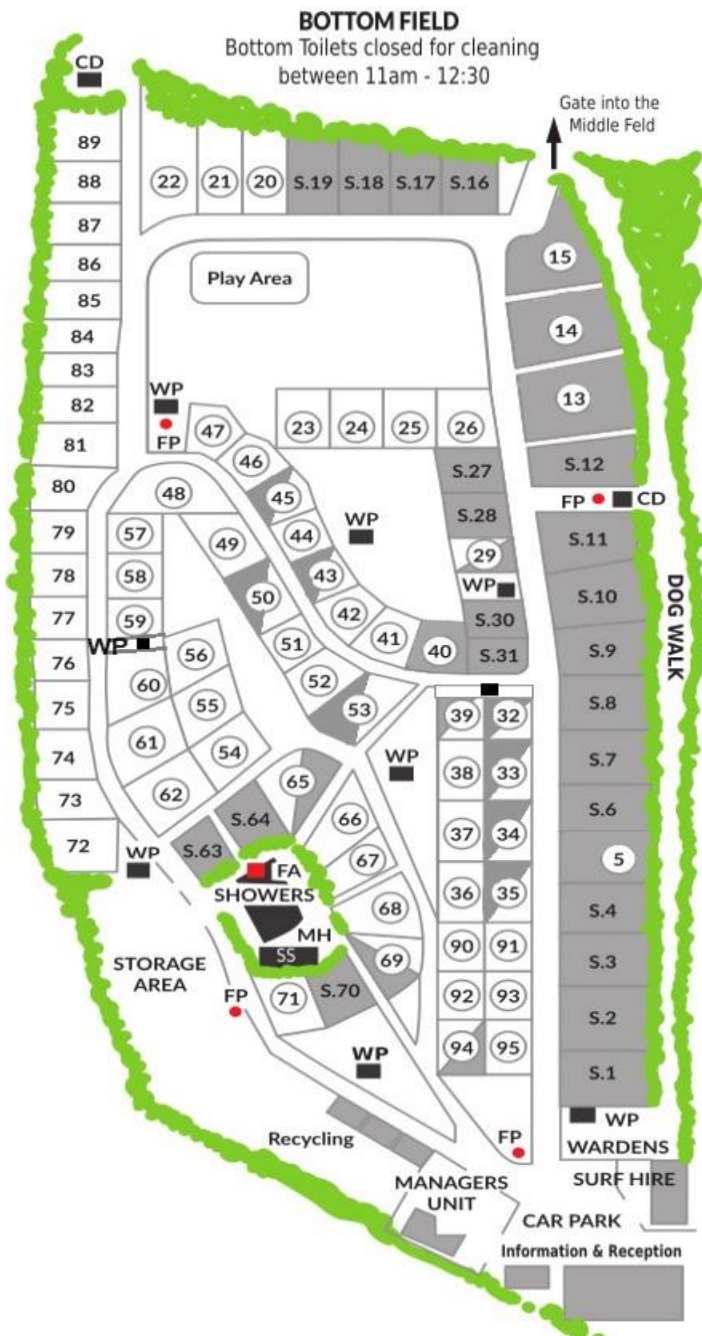 BOTTOM FIELD
Bottom Toilets closed for cleaning
between 11am - 12:30
CD
Gate into the
Middle Feld
89
88
87
86
85
84
83
82
81
80
79
78
77
76
75
74
73
72
22
21
20
S.19
S.18
S.17
S.16
15
14
13
S.12
FP
CD
Play Area
WP
FP
47
46
45
44
43
42
41
40
23
24
25
26
S.27
S.28
29
WP
S.30
S.31
WP
48
49
50
51
52
53
57
58
59
WP
60
61
62
56
55
54
S.11
S.10
S.9
S.8
S.7
S.6
5
S.4
S.3
S.2
S.1
DOG WALK
39
32
38
33
37
34
36
35
90
91
92
93
94
95
WP
65
S.64
S.63
66
67
68
69
S.70
71
WP
FA
SHOWERS
MH
SS
STORAGE
AREA
FP
WP
Recycling
FP
WP
WARDENS
SURF HIRE
MANAGERS
UNIT
CAR PARK
Information & Reception